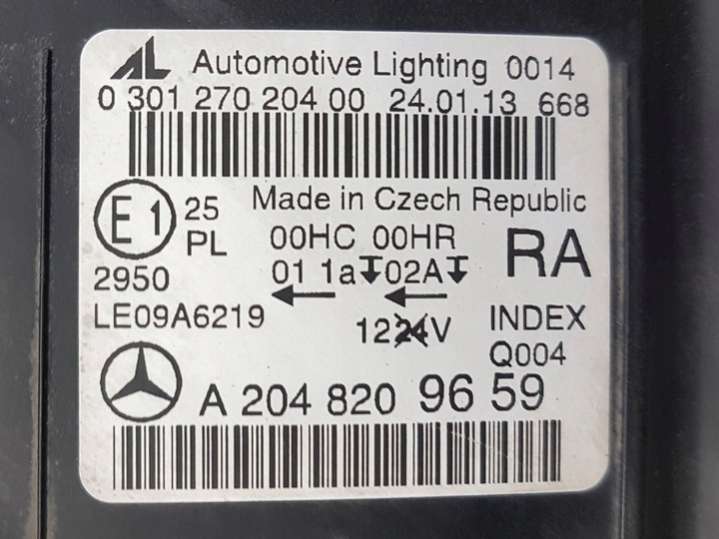 AL Automotive Lighting 0014
0 301 270 204 00 24.01.13 668
Made in Czech Republic
E1 25 PL
00HC 00HR RA
2950 01 1a 02A
LE09A6219 1224V INDEX
Q004
A 204 820 96 59